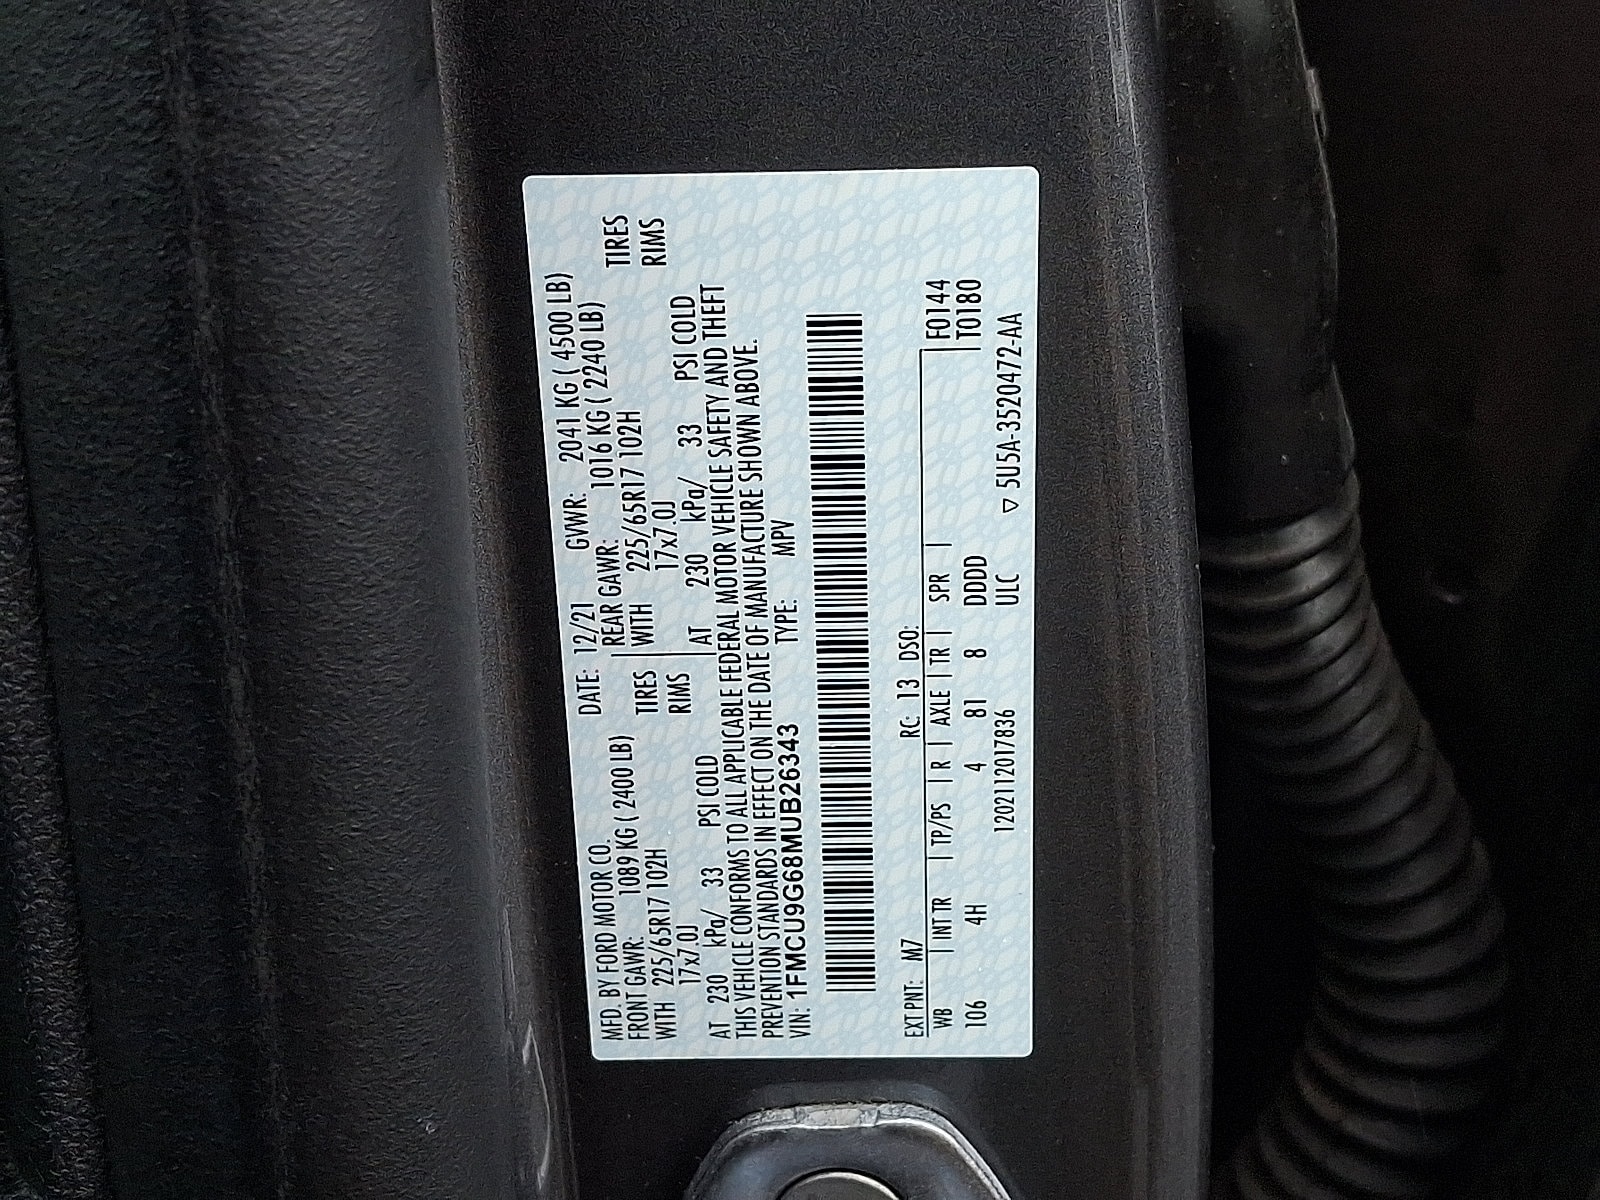 MFD. BY FORD MOTOR CO. DATE: 12/21 GVWR: 2041 KG ( 4500 LB)
FRONT GAWR: 1089 KG ( 2400 LB) REAR GAWR: 1016 KG ( 2240 LB)
WITH 225/65R17 102H TIRES WITH 225/65R17 102H TIRES
17x7.0J RIMS 17x7.0J RIMS
AT 230 kPa/ 33 PSI COLD AT 230 kPa/ 33 PSI COLD
THIS VEHICLE CONFORMS TO ALL APPLICABLE FEDERAL MOTOR VEHICLE SAFETY AND THEFT
PREVENTION STANDARDS IN EFFECT ON THE DATE OF MANUFACTURE SHOWN ABOVE.
VIN: 1FMCU9G68MUB26343 TYPE: MPV
EXT PNT: M7 RC: 13 DSO: F0144
WB | INT TR | TP/PS | R | AXLE | TR | SPR | T0180
106 4H 4 81 8 DDDD
1202112017836 ULC ▽ 5U5A-3520472-AA